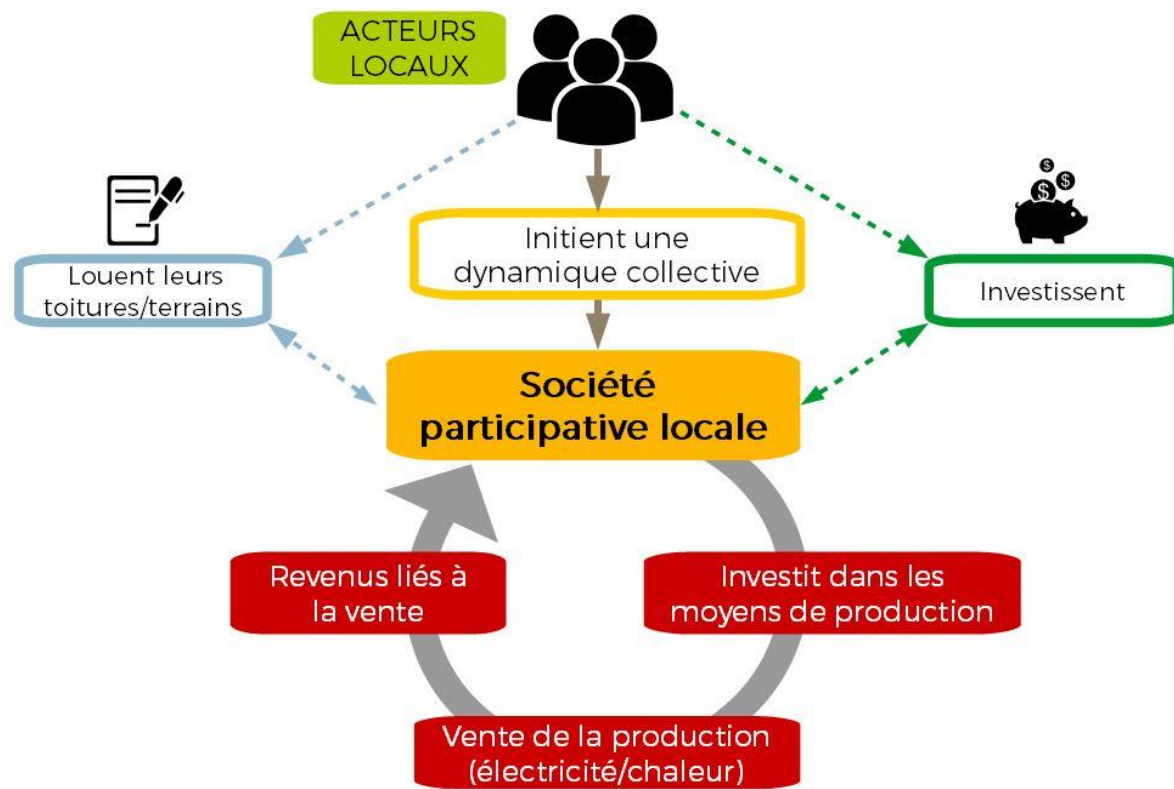 ACTEURS
LOCAUX
$
$
$
Initient une
dynamique collective
Louent leurs
toitures/terrains
Investissent
Société
participative locale
Revenus liés à
la vente
Investit dans les
moyens de production
Vente de la production
(électricité/chaleur)